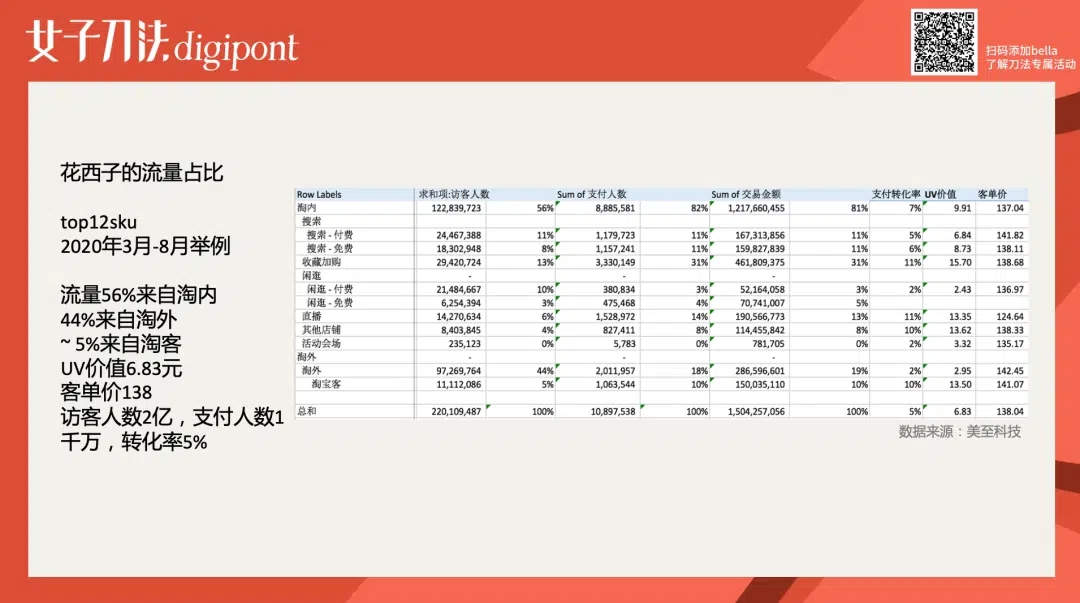 女子刀法digipont
扫码添加bella
了解刀法专属活动
花西子的流量占比
top12sku
2020年3月-8月举例
流量56%来自淘内
44%来自淘外
~ 5%来自淘客
UV价值6.83元
客单价138
访客人数2亿，支付人数1
千万，转化率5%
Row Labels 求和项:访客人数 Sum of 支付人数 Sum of 交易金额 支付转化率 UV价值 客单价
淘内 122,839,723 56% 8,885,581 82% 1,217,660,455 81% 7% 9.91 137.04
搜索
搜索 - 付费 24,467,388 11% 1,179,723 11% 167,313,856 11% 5% 6.84 141.82
搜索 - 免费 18,302,948 8% 1,157,241 11% 159,827,839 11% 6% 8.73 138.11
收藏加购 29,420,724 13% 3,330,149 31% 461,809,375 31% 11% 15.70 138.68
闲逛 - - -
闲逛 - 付费 21,484,667 10% 380,834 3% 52,164,058 3% 2% 2.43 136.97
闲逛 - 免费 6,254,394 3% 475,468 4% 70,741,007 5%
直播 14,270,634 6% 1,528,972 14% 190,566,773 13% 11% 13.35 124.64
其他店铺 8,403,845 4% 827,411 8% 114,455,842 8% 10% 13.62 138.33
活动会场 235,123 0% 5,783 0% 781,705 0% 2% 3.32 135.17
淘外 - - -
淘外 97,269,764 44% 2,011,957 18% 286,596,601 19% 2% 2.95 142.45
淘宝客 11,112,086 5% 1,063,544 10% 150,035,110 10% 10% 13.50 141.07
总和 220,109,487 100% 10,897,538 100% 1,504,257,056 100% 5% 6.83 138.04
数据来源：美至科技